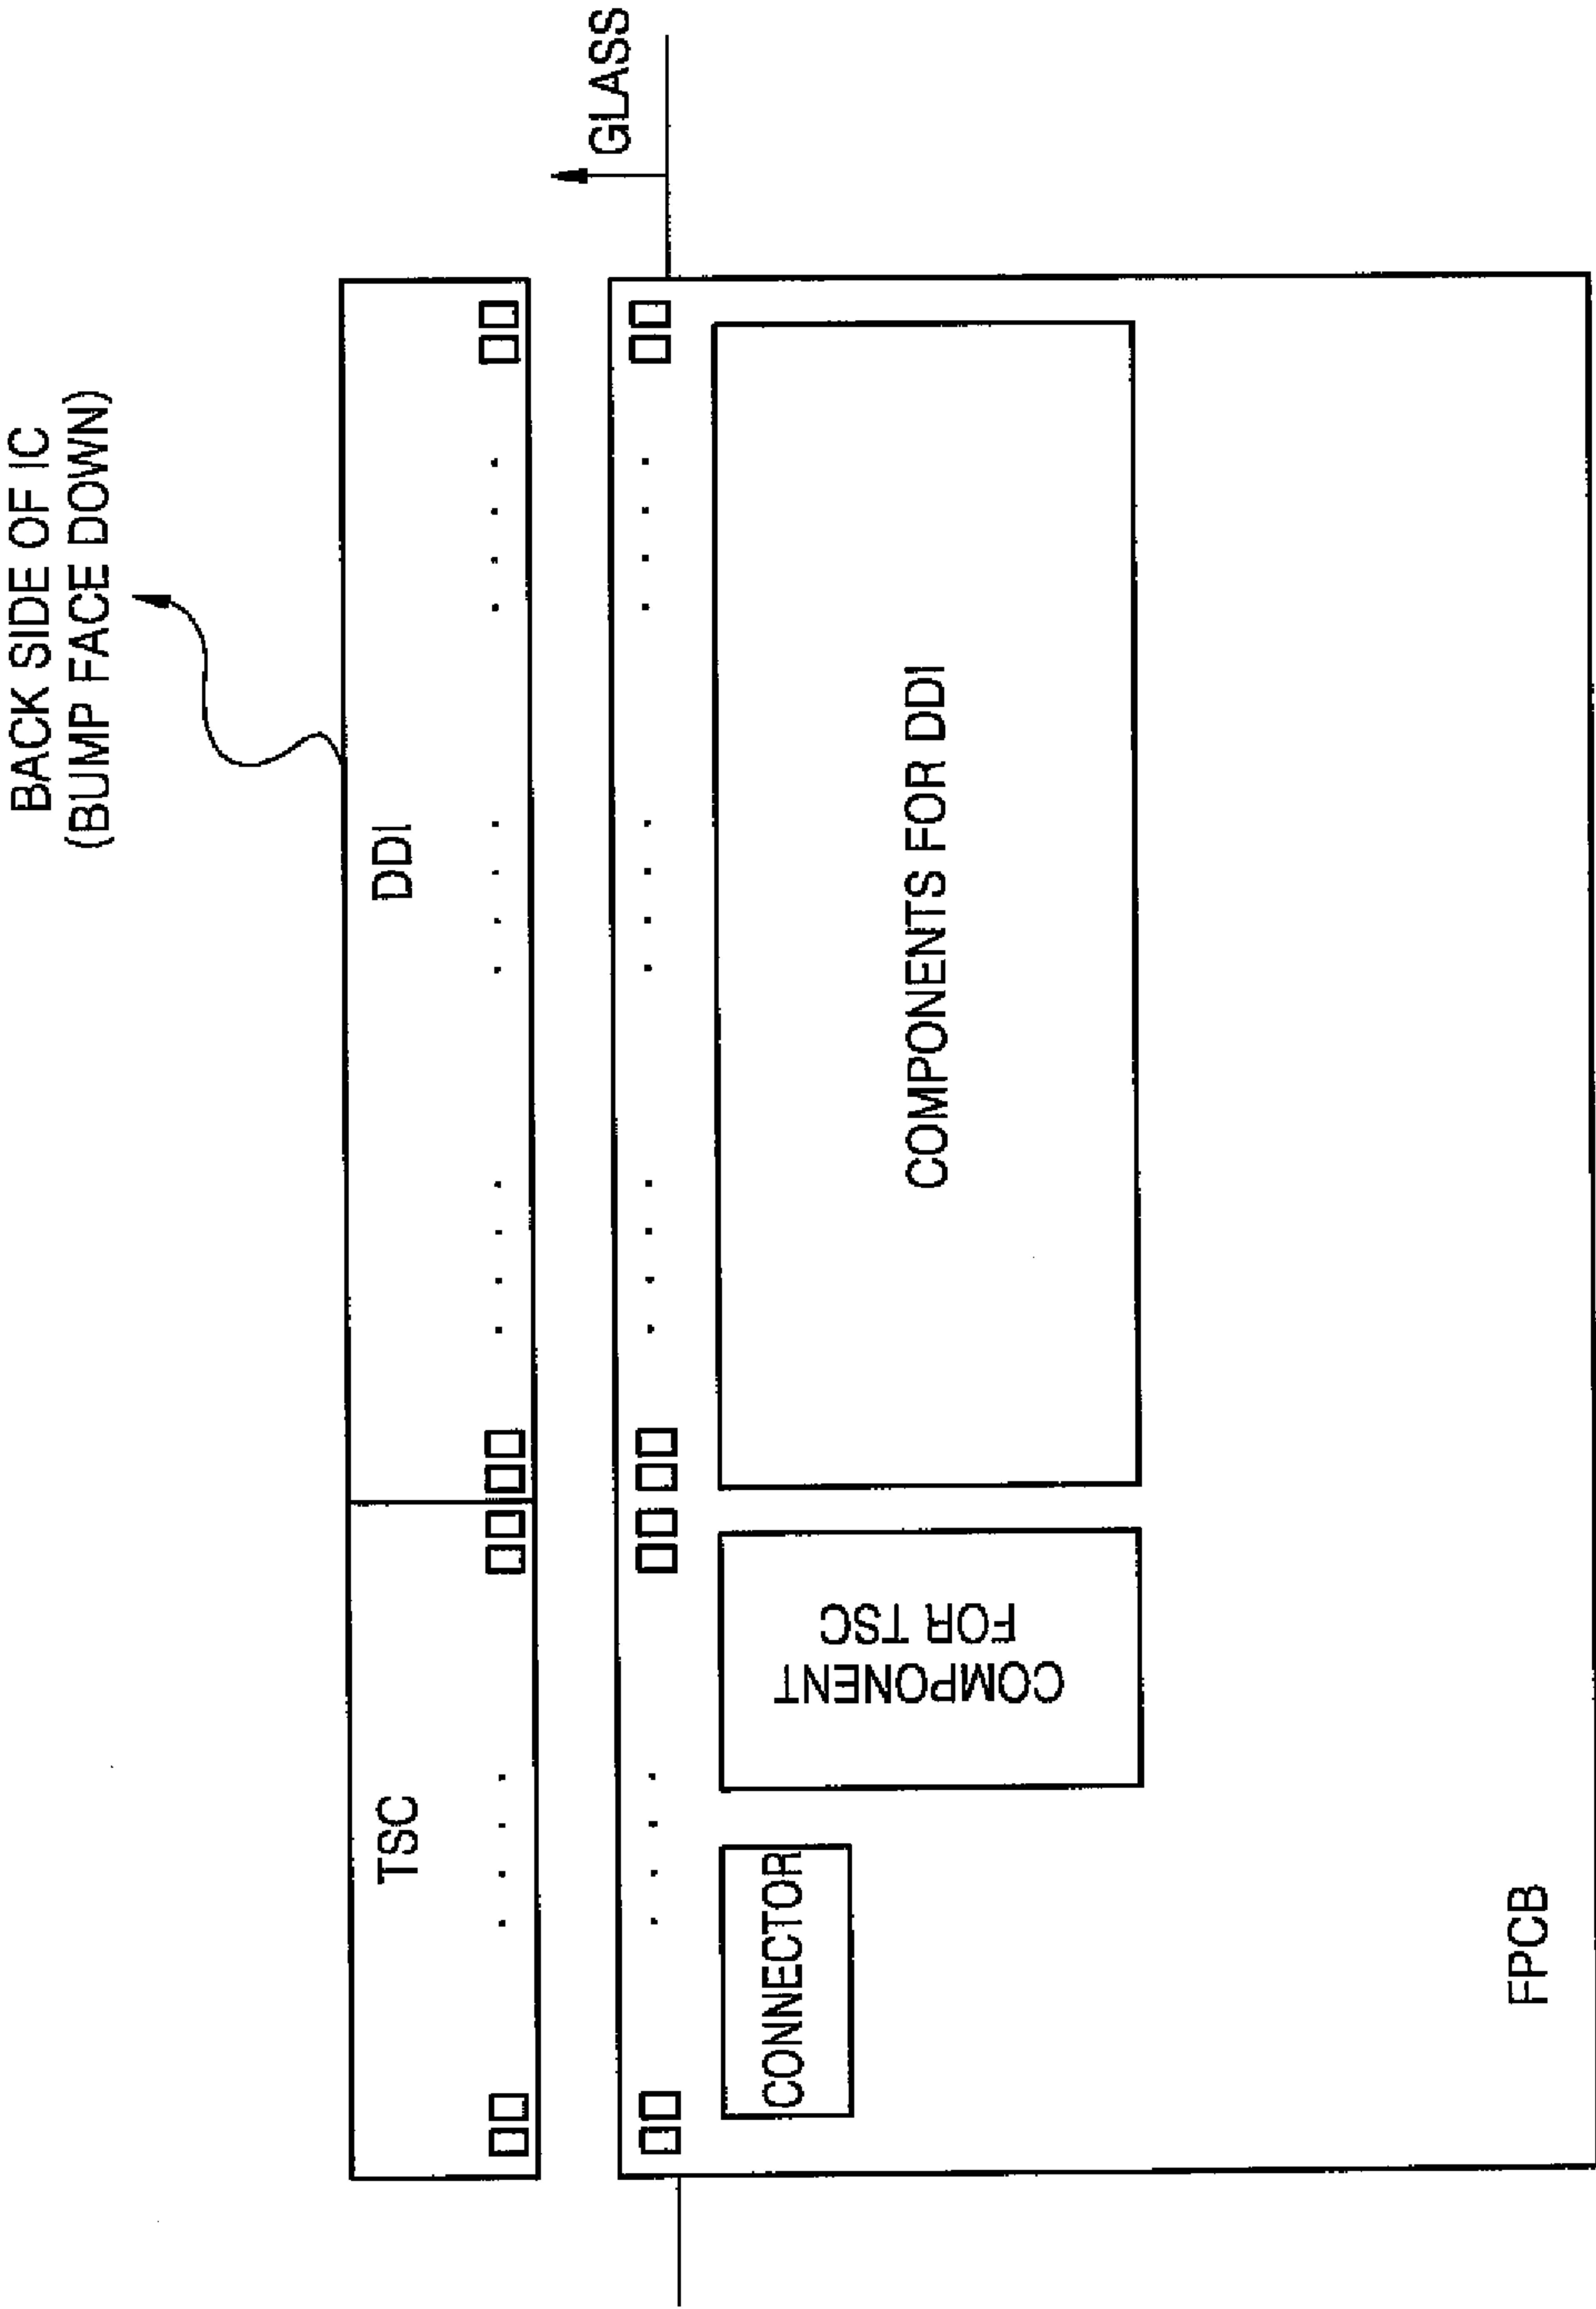 BACK SIDE OF IC
(BUMP FACE DOWN)
TSC
DDI
GLASS
CONNECTOR
COMPONENT
FOR TSC
COMPONENTS FOR DDI
FPCB